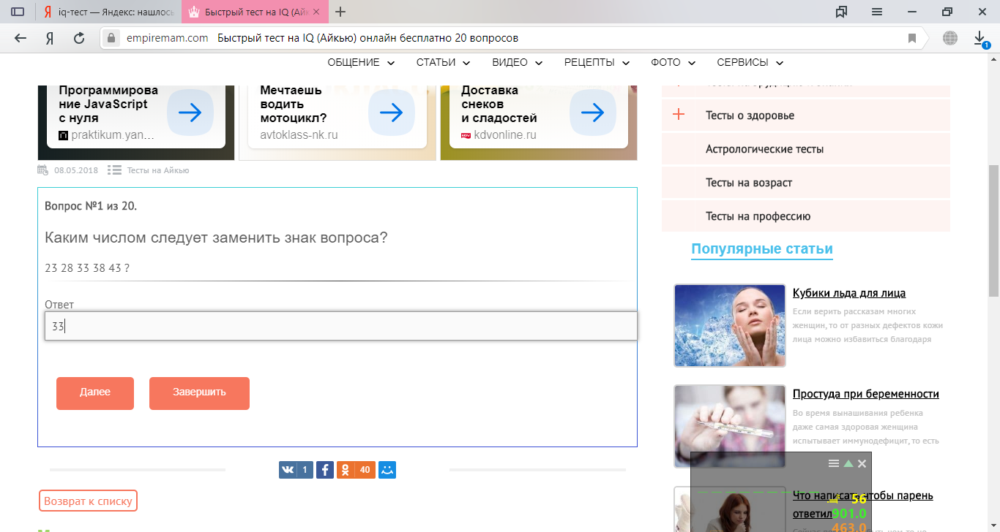 iq-тест — Яндекс: нашлось
Быстрый тест на IQ (Айк
empiremam.com Быстрый тест на IQ (Айкью) онлайн бесплатно 20 вопросов
1
ОБЩЕНИЕ СТАТЬИ ВИДЕО РЕЦЕПТЫ ФОТО СЕРВИСЫ
Программирова
ние JavaScript
с нуля
praktikum.yan...
Мечтаешь
водить
мотоцикл?
avtoklass-nk.ru
Доставка
снеков
и сладостей
kdvonline.ru
08.05.2018 Тесты на Айкью
Вопрос №1 из 20.
Каким числом следует заменить знак вопроса?
23 28 33 38 43 ?
Ответ
33
Далее Завершить
1 40
Возврат к списку
Тесты о здоровье
Астрологические тесты
Тесты на возраст
Тесты на профессию
Популярные статьи
Кубики льда для лица
Если верить рассказам многих
женщин, то от разных дефектов кожи
лица можно избавиться благодаря
Простуда при беременности
Во время вынашивания ребенка
даже самая здоровая женщина
испытывает иммунодефицит, то есть
Что написать чтобы парень
ответил
56
901.0
463.0